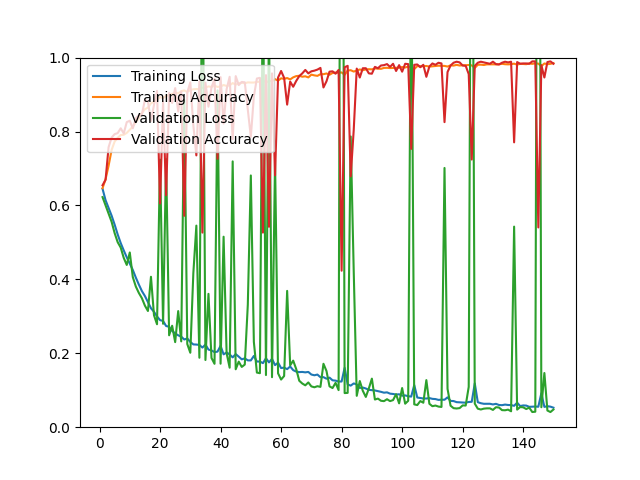 1.0
0.8
0.6
0.4
0.2
0.0
Training Loss
Training Accuracy
Validation Loss
Validation Accuracy
0 20 40 60 80 100 120 140